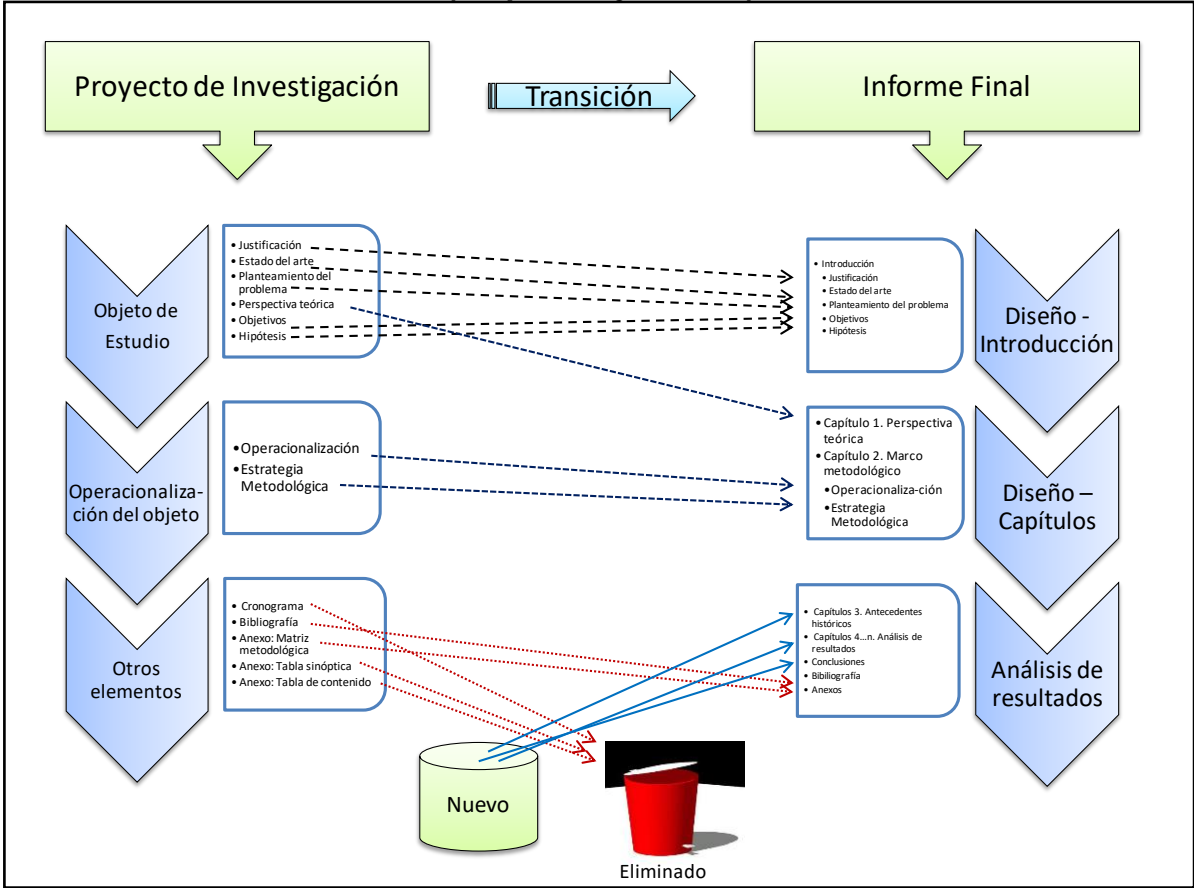 Proyecto de Investigación
Transición
Informe Final
Objeto de
Estudio
• Justificación
• Estado del arte
• Planteamiento del
problema
• Perspectiva teórica
• Objetivos
• Hipótesis
• Introducción
• Justificación
• Estado del arte
• Planteamiento del problema
• Objetivos
• Hipótesis
Diseño -
Introducción
Operacionaliza-
ción del objeto
•Operacionalización
•Estrategia
Metodológica
• Capítulo 1. Perspectiva
teórica
• Capítulo 2. Marco
metodológico
•Operacionaliza-ción
•Estrategia
Metodológica
Diseño –
Capítulos
Otros
elementos
• Cronograma
• Bibliografía
• Anexo: Matriz
metodológica
• Anexo: Tabla sinóptica
• Anexo: Tabla de contenido
• Capítulos 3. Antecedentes
históricos
• Capítulos 4...n. Análisis de
resultados
• Conclusiones
• Bibliografía
• Anexos
Análisis de
resultados
Nuevo
Eliminado